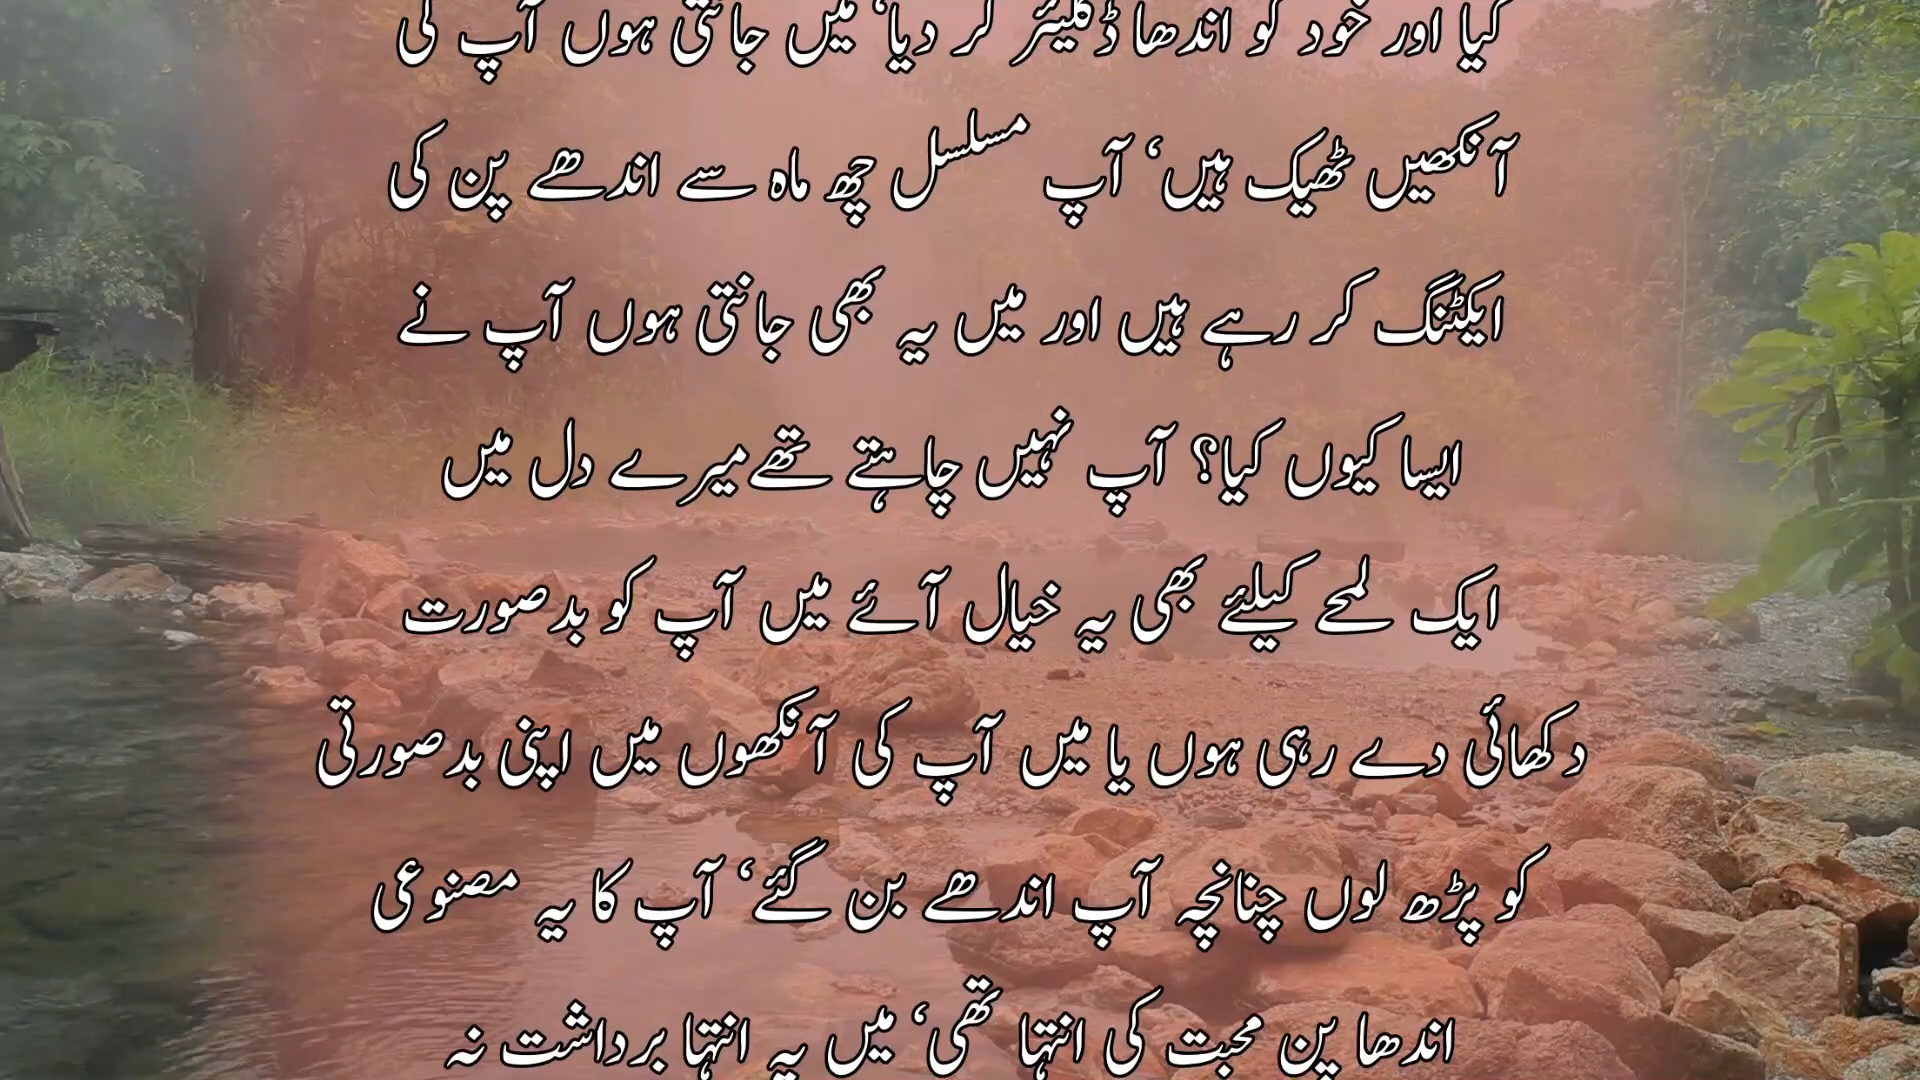 کیا اور خود کو اندھا ڈکلیئر کر دیا‘ میں جانتی ہوں آپ کی
آنکھیں ٹھیک ہیں‘ آپ مسلسل چھ ماہ سے اندھے پن کی
ایکٹنگ کر رہے ہیں اور میں یہ بھی جانتی ہوں آپ نے
ایسا کیوں کیا؟ آپ نہیں چاہتے تھےمیرے دل میں
ایک لمحے کیلئے بھی یہ خیال آئے میں آپ کو بدصورت
دکھائی دے رہی ہوں یا میں آپ کی آنکھوں میں اپنی بدصورتی
کو پڑھ لوں چنانچہ آپ اندھے بن گئے‘ آپ کا یہ مصنوعی
اندھا پن محبت کی انتہا تھی‘ میں یہ انتہا برداشت نہ